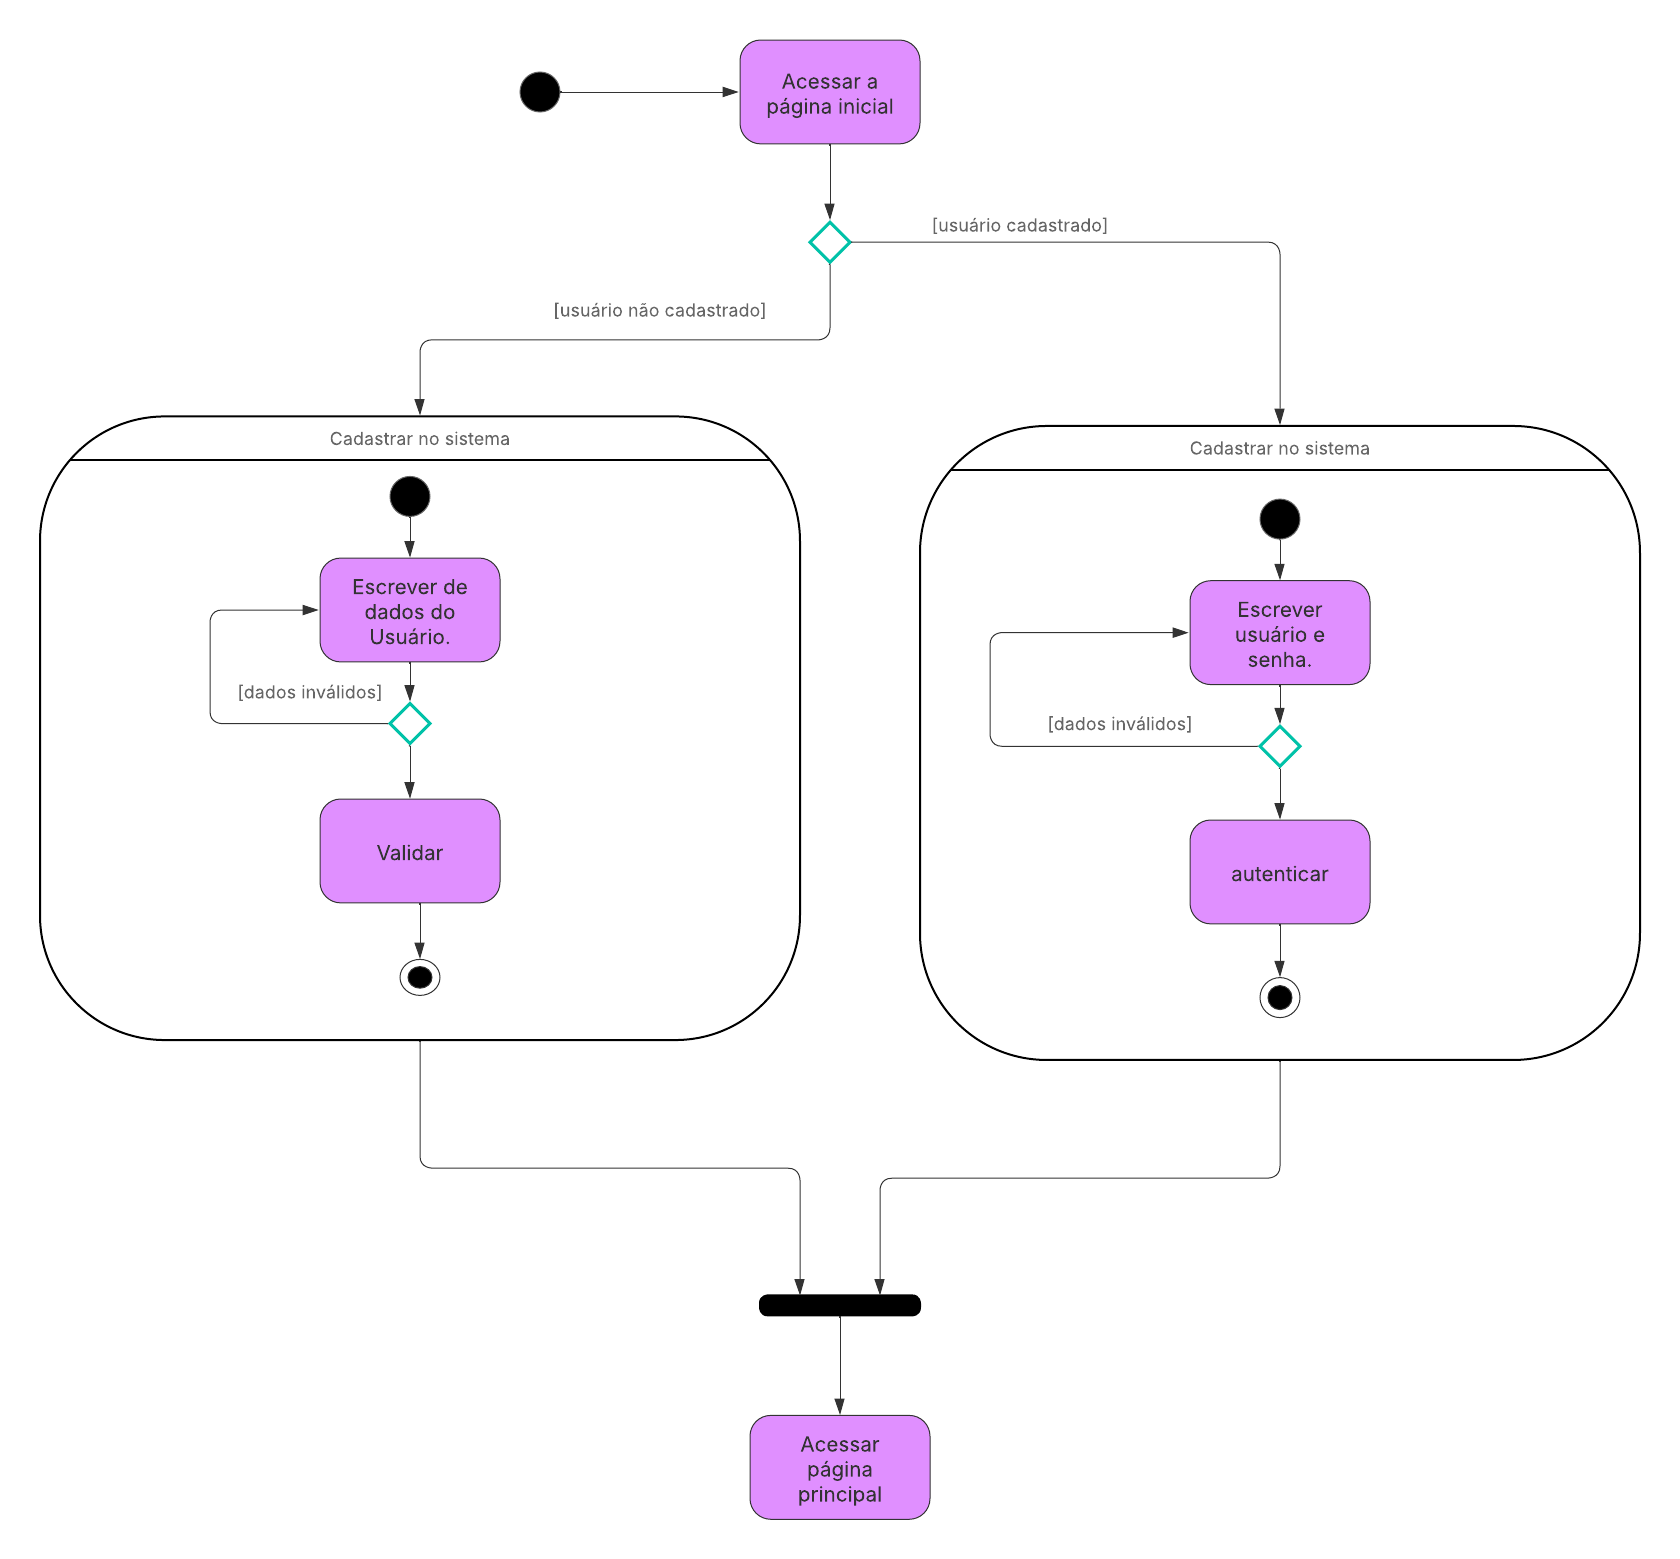 Acessar a
página inicial
[usuário cadastrado]
[usuário não cadastrado]
Cadastrar no sistema
Escrever de
dados do
Usuário.
[dados inválidos]
Validar
Cadastrar no sistema
Escrever
usuário e
senha.
[dados inválidos]
autenticar
Acessar
página
principal